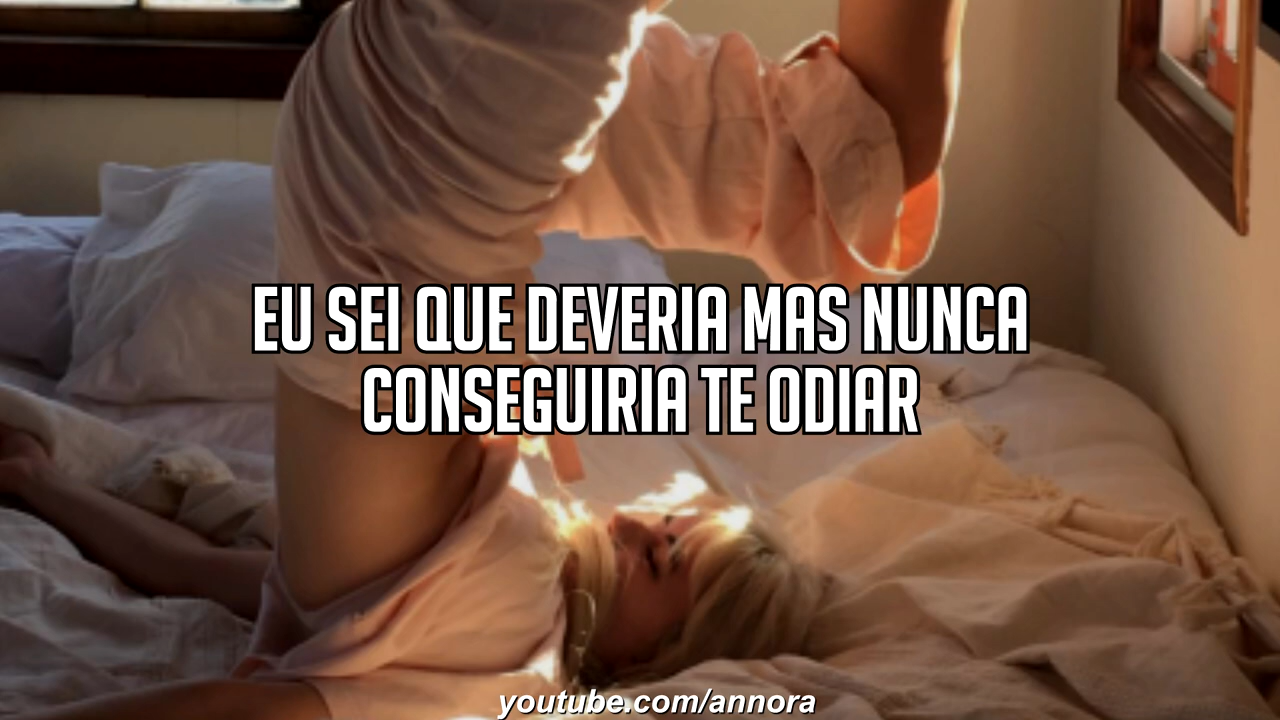 EU SEI QUE DEVERIA MAS NUNCA
CONSEGUIRIA TE ODIAR
youtube.com/annora